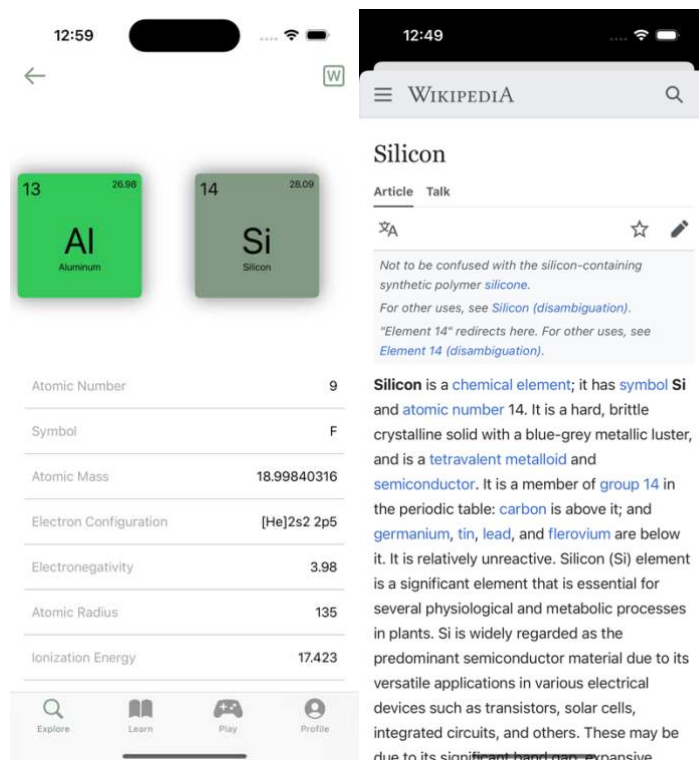 12:59
W
13
26.98
Al
Aluminum
14
28.09
Si
Silicon
Atomic Number
9
Symbol
F
Atomic Mass
18.99840316
Electron Configuration
[He]2s2 2p5
Electronegativity
3.98
Atomic Radius
135
Ionization Energy
17.423
Explore
Learn
Play
Profile
12:49
WIKIPEDIA
Silicon
Article Talk
Not to be confused with the silicon-containing
synthetic polymer silicone.
For other uses, see Silicon (disambiguation).
"Element 14" redirects here. For other uses, see
Element 14 (disambiguation).
Silicon is a chemical element; it has symbol Si
and atomic number 14. It is a hard, brittle
crystalline solid with a blue-grey metallic luster,
and is a tetravalent metalloid and
semiconductor. It is a member of group 14 in
the periodic table: carbon is above it; and
germanium, tin, lead, and flerovium are below
it. It is relatively unreactive. Silicon (Si) element
is a significant element that is essential for
several physiological and metabolic processes
in plants. Si is widely regarded as the
predominant semiconductor material due to its
versatile applications in various electrical
devices such as transistors, solar cells,
integrated circuits, and others. These may be
due to its significant band gap, expansive